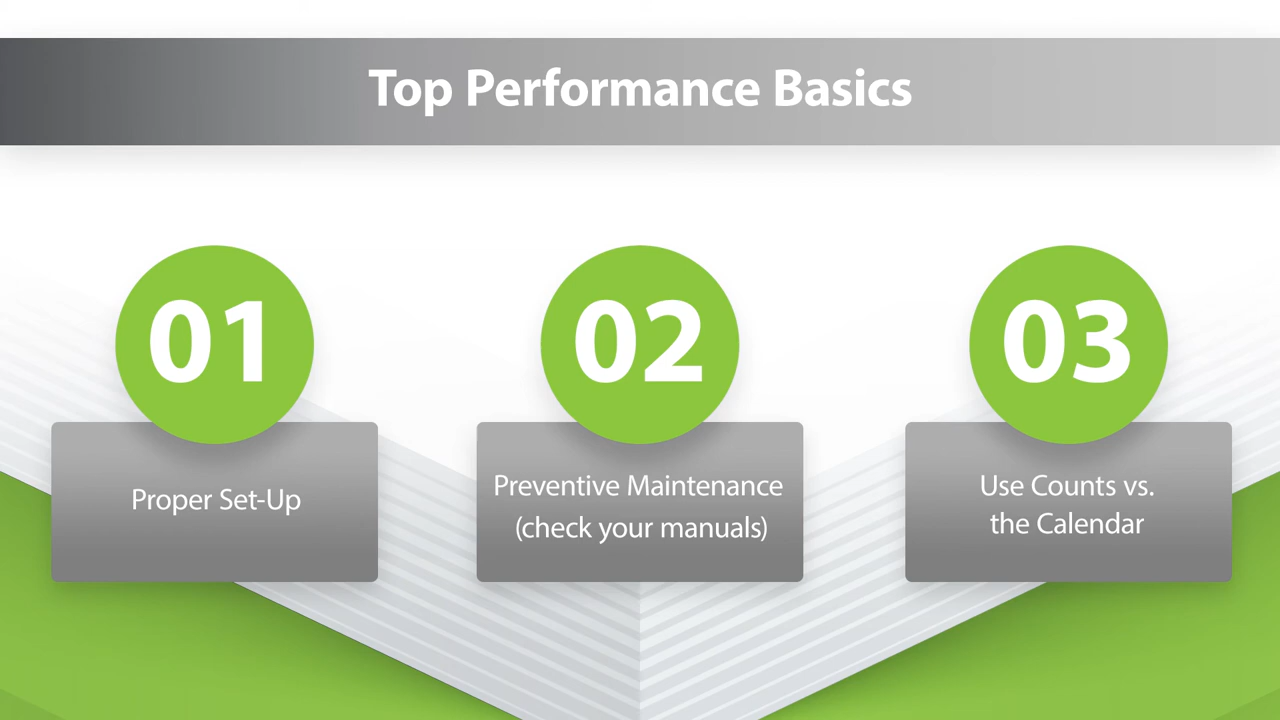 Top Performance Basics
01
Proper Set-Up
02
Preventive Maintenance
(check your manuals)
03
Use Counts vs.
the Calendar